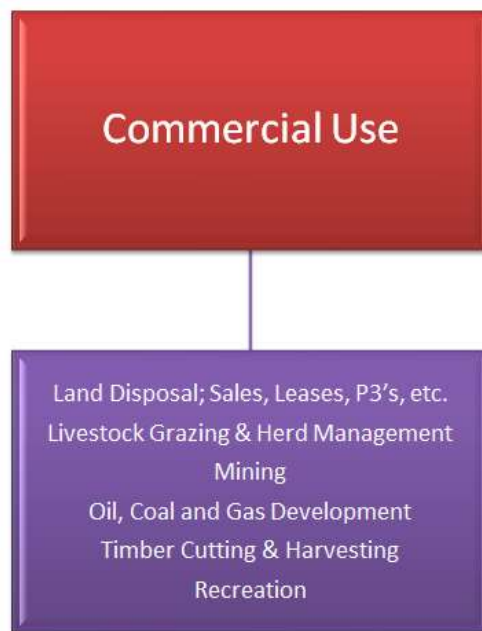 Commercial Use
Land Disposal; Sales, Leases, P3's, etc.
Livestock Grazing & Herd Management
Mining
Oil, Coal and Gas Development
Timber Cutting & Harvesting
Recreation